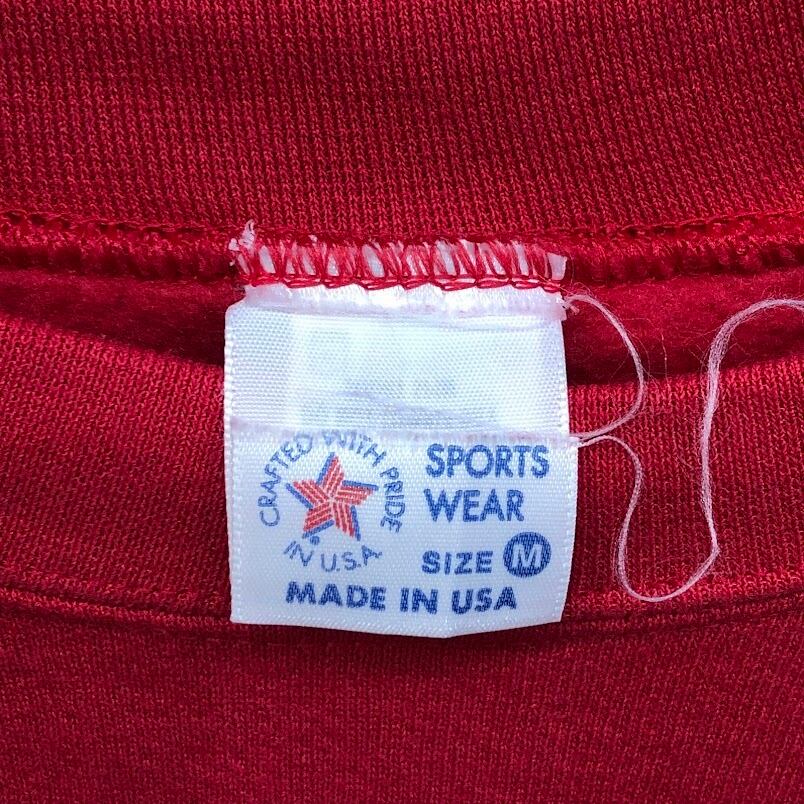 CRAFTED WITH PRIDE
IN U.S.A.
SPORTS
WEAR
SIZE M
MADE IN USA